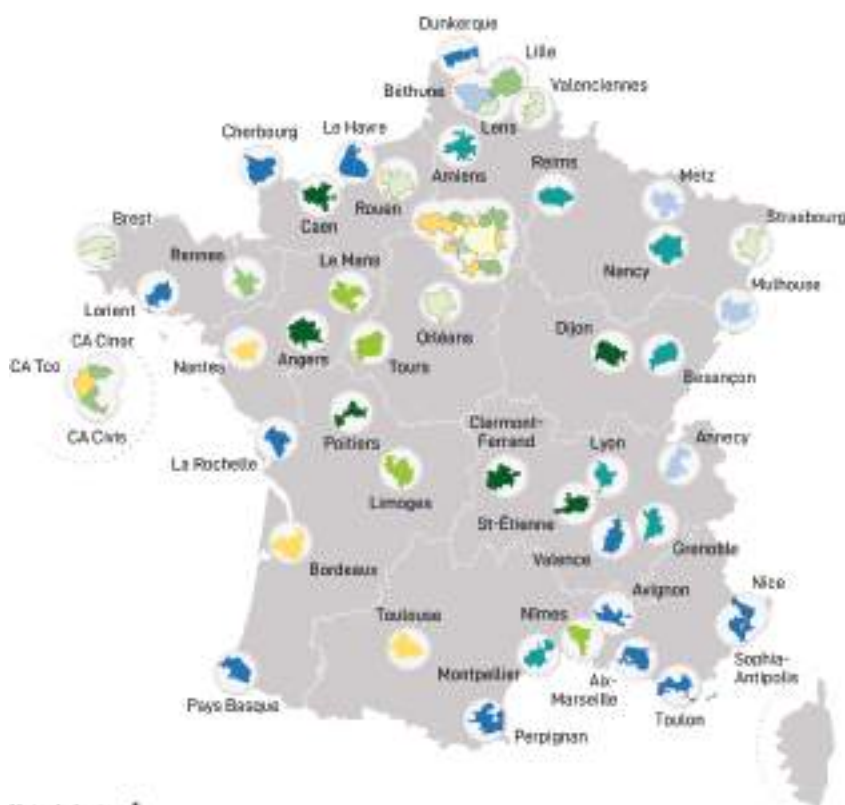 Dunkerque
Lille
Béthune
Valenciennes
Lens
Cherbourg
Le Havre
Amiens
Reims
Metz
Caen
Rouen
Strasbourg
Brest
Rennes
Le Mans
Nancy
Mulhouse
Lorient
Orléans
Dijon
CA Cinor
Angers
Nantes
Tours
Besançon
CA Tco
CA Civis
Poitiers
Clermont-
Ferrand
Lyon
Annecy
La Rochelle
Limoges
St-Étienne
Valence
Grenoble
Bordeaux
Avignon
Nice
Toulouse
Nîmes
Montpellier
Aix-
Marseille
Sophia-
Antipolis
Pays Basque
Toulon
Perpignan